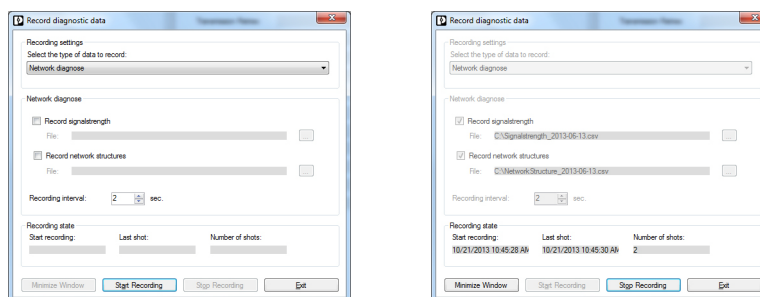 Record diagnostic data
Recording settings
Select the type of data to record:
Network diagnose
Network diagnose
Record signalstrength
File:
...
Record network structures
File:
...
Recording interval:
2
sec.
Recording state
Start recording:
Last shot:
Number of shots:
Minimize Window
Start Recording
Stop Recording
Exit
Record diagnostic data
Recording settings
Select the type of data to record:
Network diagnose
Network diagnose
Record signalstrength
File:
C:\Signalstrength_2013-06-13.csv
...
Record network structures
File:
C:\NetworkStructure_2013-06-13.csv
...
Recording interval:
2
sec.
Recording state
Start recording:
Last shot:
Number of shots:
10/21/2013 10:45:28 AM
10/21/2013 10:45:30 AM
2
Minimize Window
Start Recording
Stop Recording
Exit